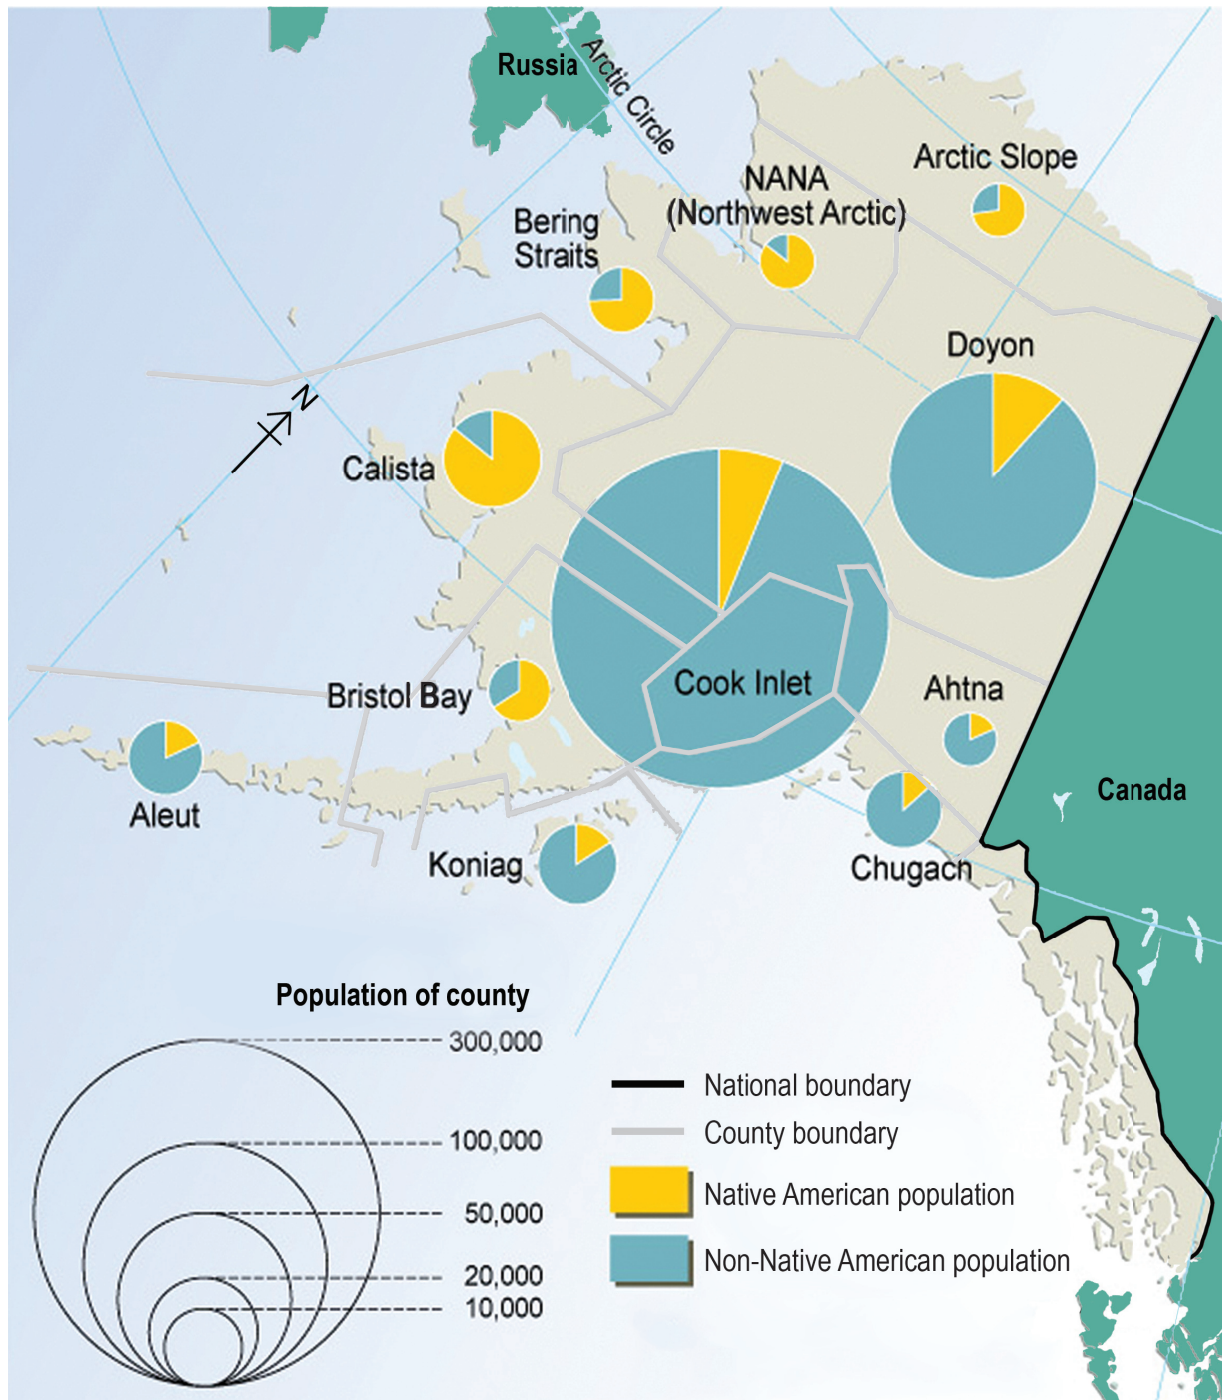 Russia
Arctic Circle
Arctic Slope
NANA
(Northwest Arctic)
Bering
Straits
Doyon
N
Calista
Cook Inlet
Bristol Bay
Ahtna
Aleut
Canada
Koniag
Chugach
Population of county
300,000
100,000
50,000
20,000
10,000
National boundary
County boundary
Native American population
Non-Native American population